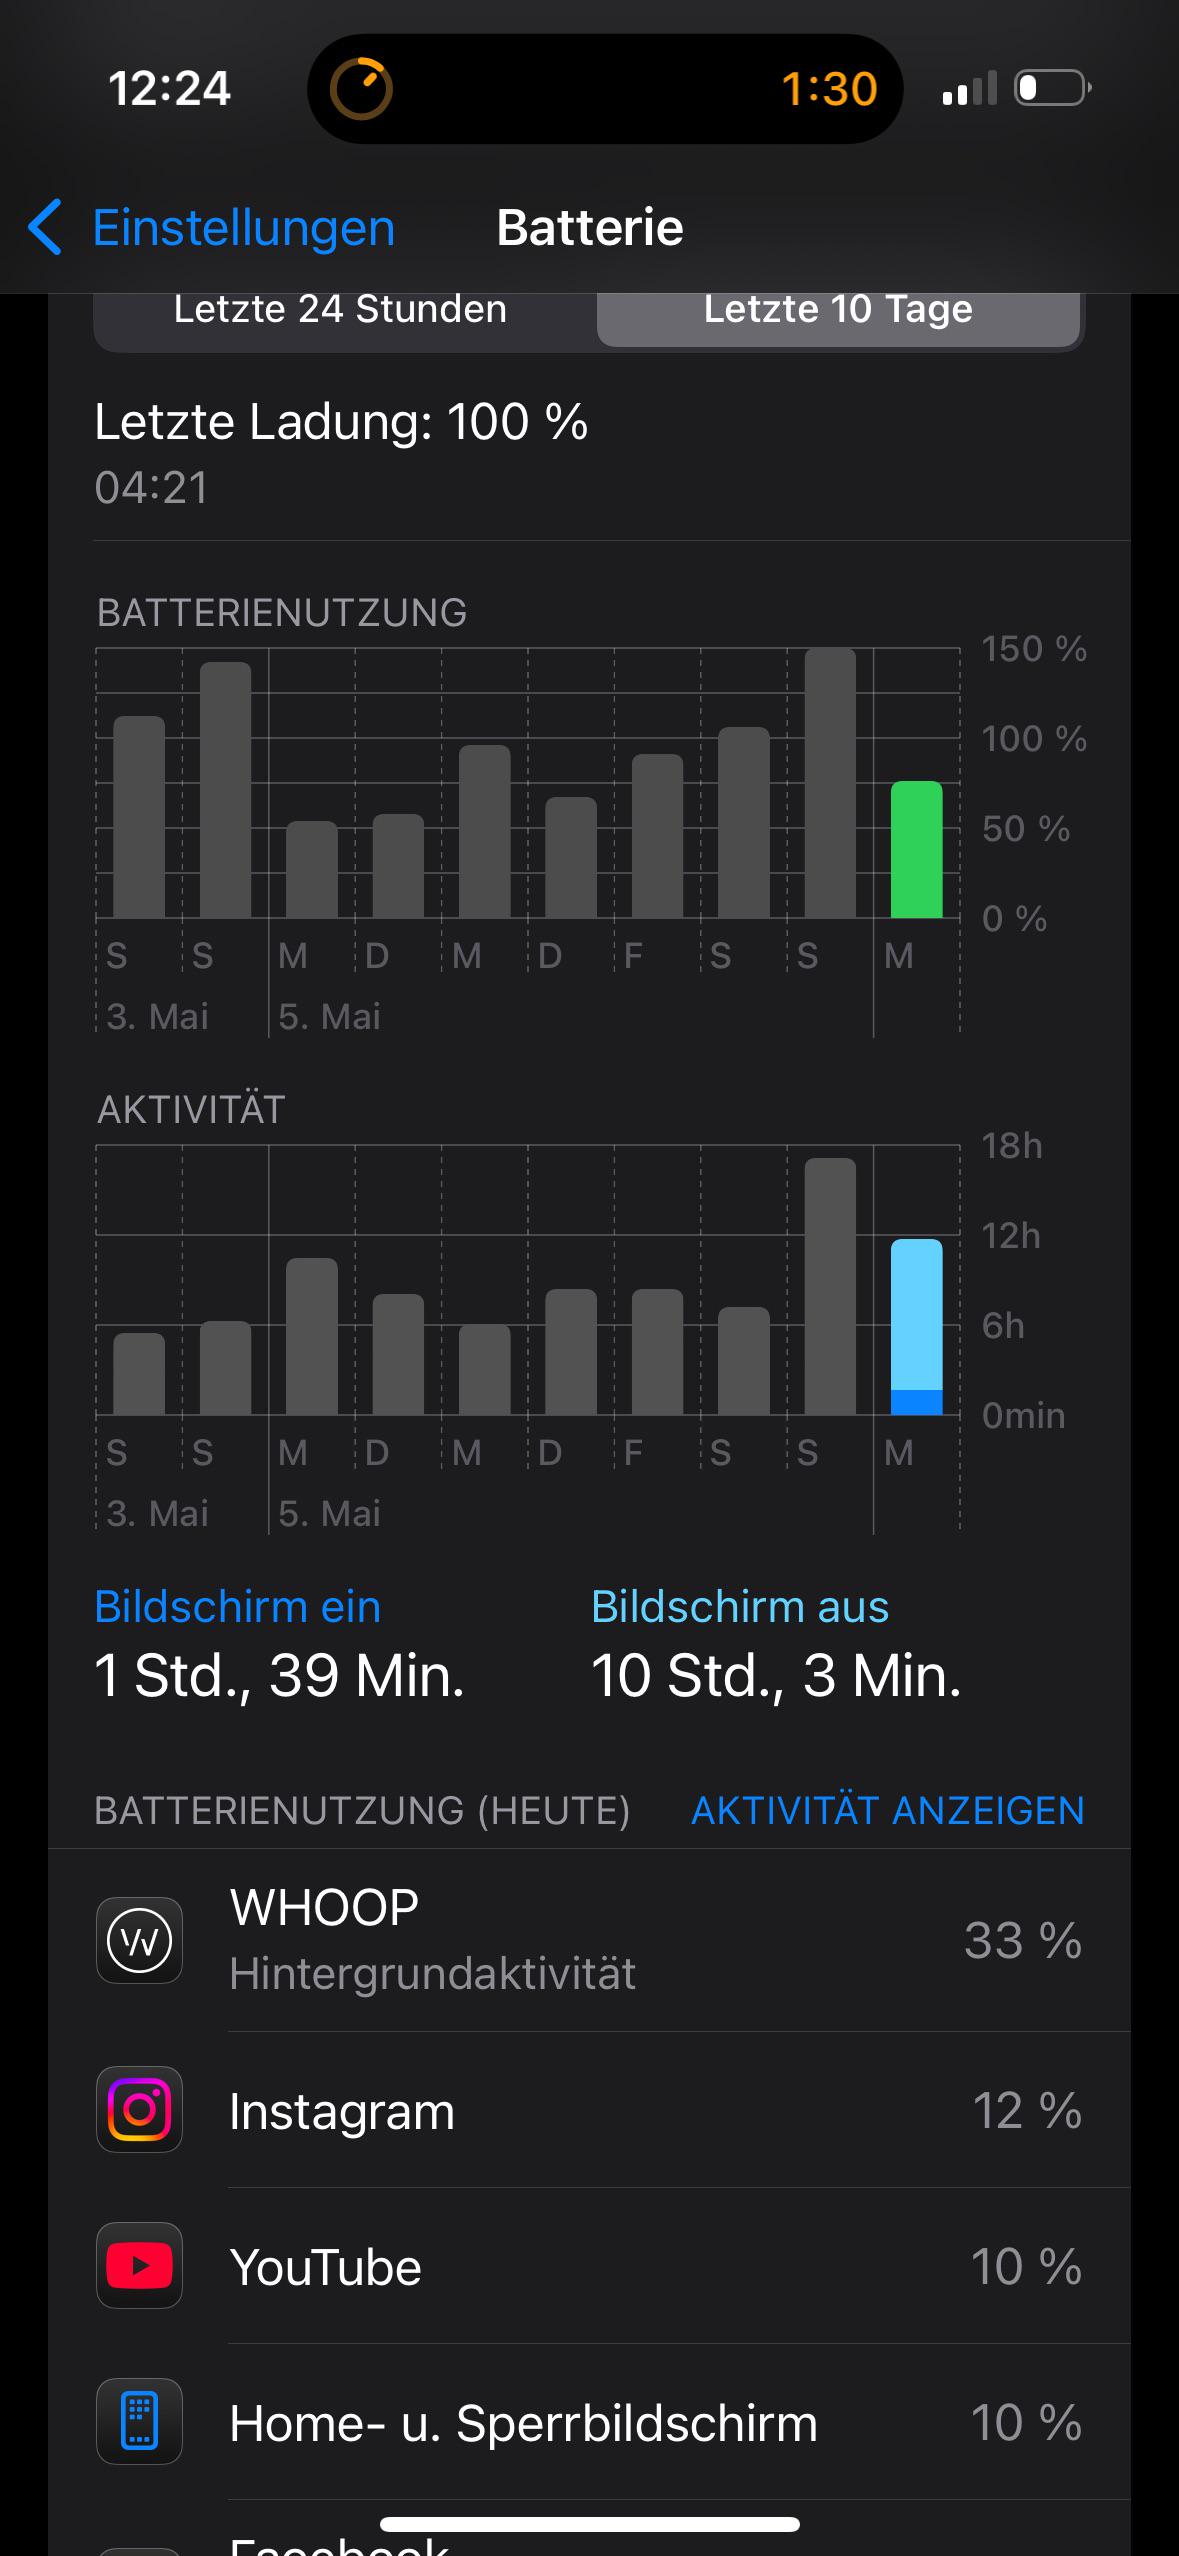 12:24
1:30
Einstellungen
Batterie
Letzte 24 Stunden
Letzte 10 Tage
Letzte Ladung: 100 %
04:21
BATTERIENUTZUNG
150 %
100 %
50 %
0 %
S S M D M D F S S M
3. Mai 5. Mai
AKTIVITÄT
18h
12h
6h
0min
S S M D M D F S S M
3. Mai 5. Mai
Bildschirm ein
1 Std., 39 Min.
Bildschirm aus
10 Std., 3 Min.
BATTERIENUTZUNG (HEUTE)
AKTIVITÄT ANZEIGEN
WHOOP
Hintergrundaktivität
33 %
Instagram
12 %
YouTube
10 %
Home- u. Sperrbildschirm
10 %
Facebook